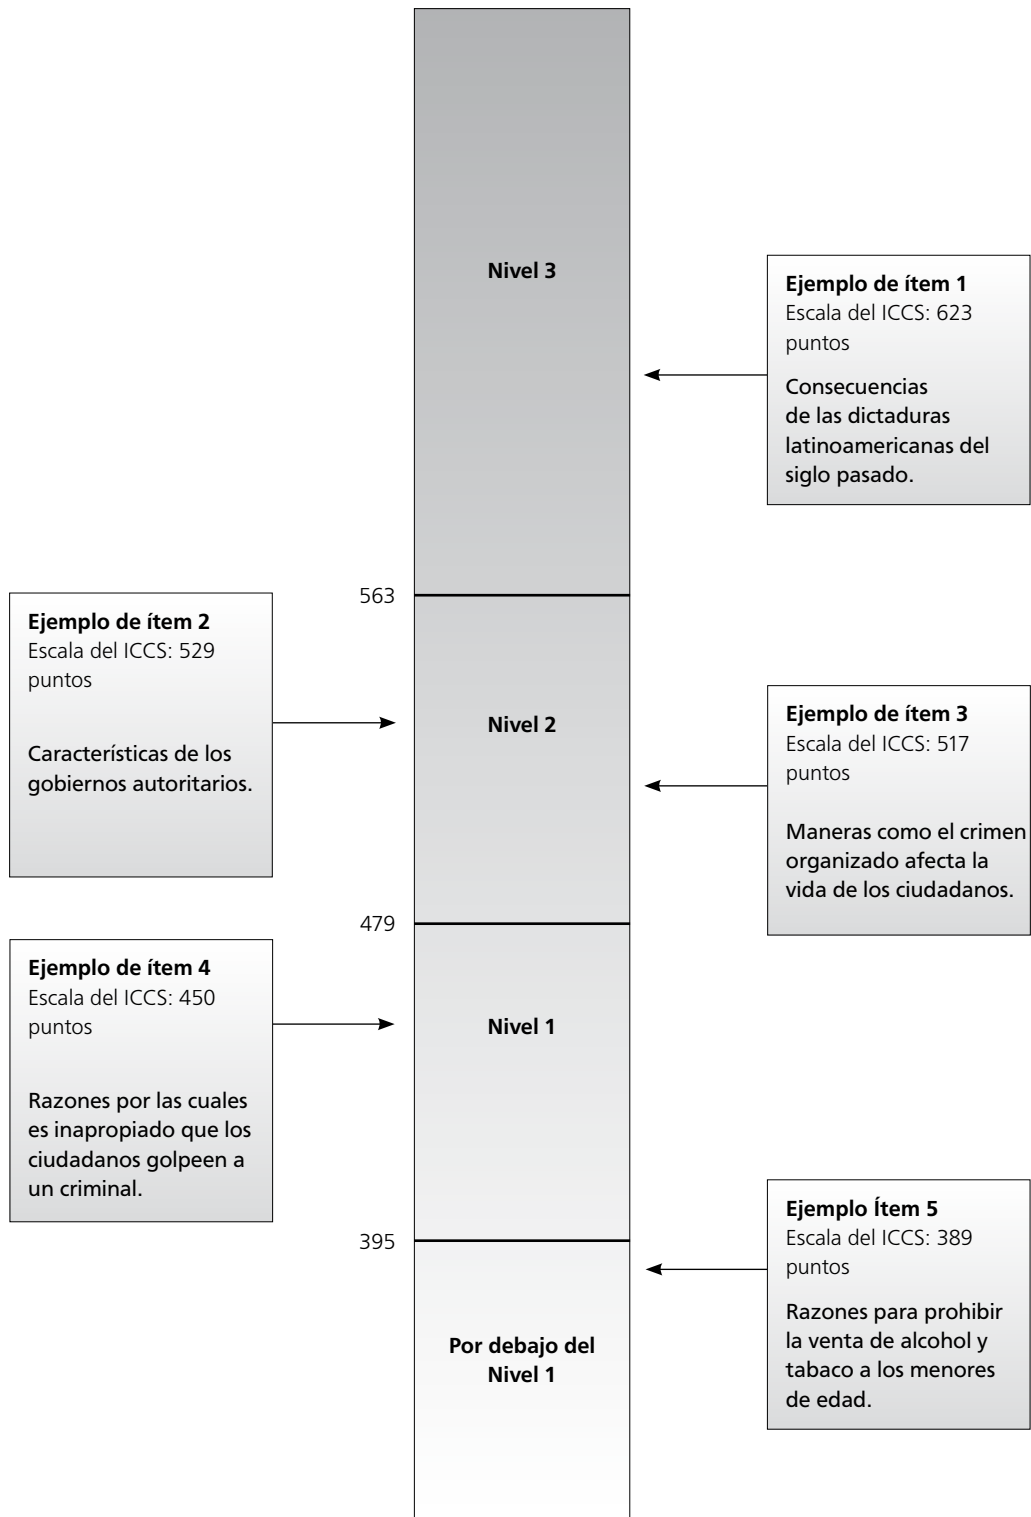 Nivel 3
Ejemplo de ítem 1
Escala del ICCS: 623
puntos
Consecuencias
de las dictaduras
latinoamericanas del
siglo pasado.
563
Ejemplo de ítem 2
Escala del ICCS: 529
puntos
Característícas de los
gobiernos autoritarios.
Nivel 2
Ejemplo de ítem 3
Escala del ICCS: 517
puntos
Maneras como el crimen
organizado afecta la
vida de los ciudadanos.
479
Ejemplo de ítem 4
Escala del ICCS: 450
puntos
Razones por las cuales
es inapropiado que los
ciudadanos golpeen a
un criminal.
Nivel 1
395
Ejemplo Ítem 5
Escala del ICCS: 389
puntos
Razones para prohibir
la venta de alcohol y
tabaco a los menores
de edad.
Por debajo del
Nivel 1